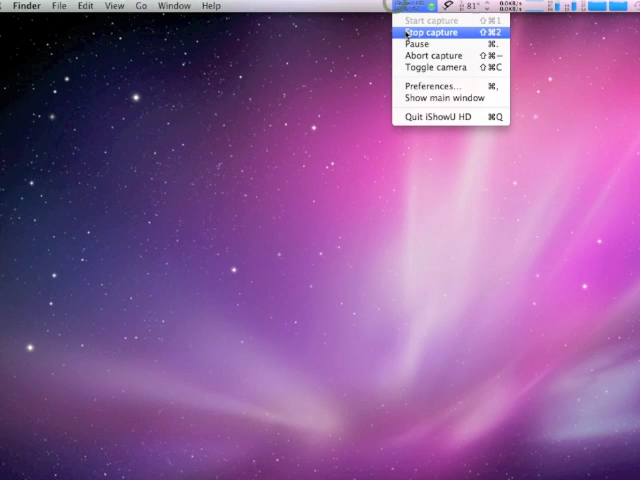 Finder File Edit View Go Window Help 81°
Start capture ⇧⌘1
Stop capture ⇧⌘2
Pause ⌘.
Abort capture ⇧⌘−
Toggle camera ⇧⌘C
Preferences... ⌘,
Show main window
Quit iShowU HD ⌘Q